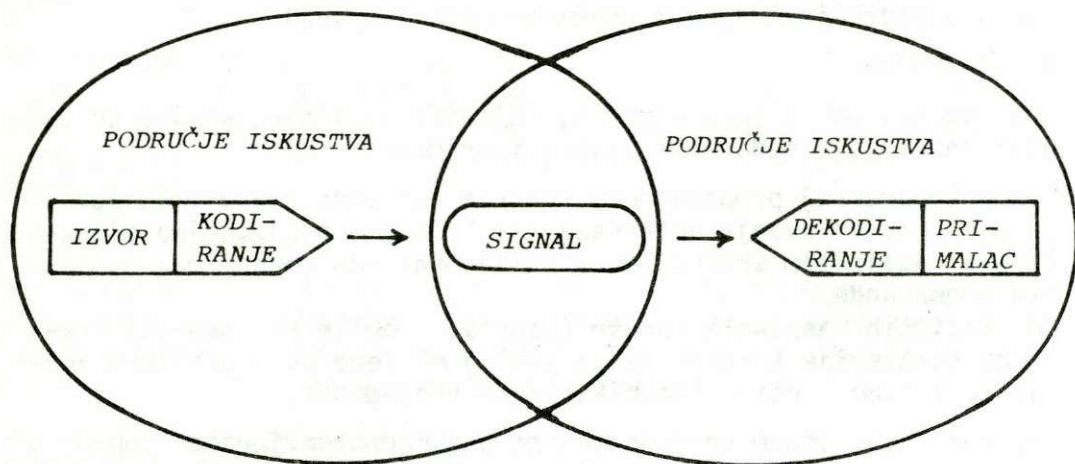 PODRUČJE ISKUSTVA
PODRUČJE ISKUSTVA
IZVOR
KODI-
RANJE
SIGNAL
DEKODI-
RANJE
PRI-
MALAC